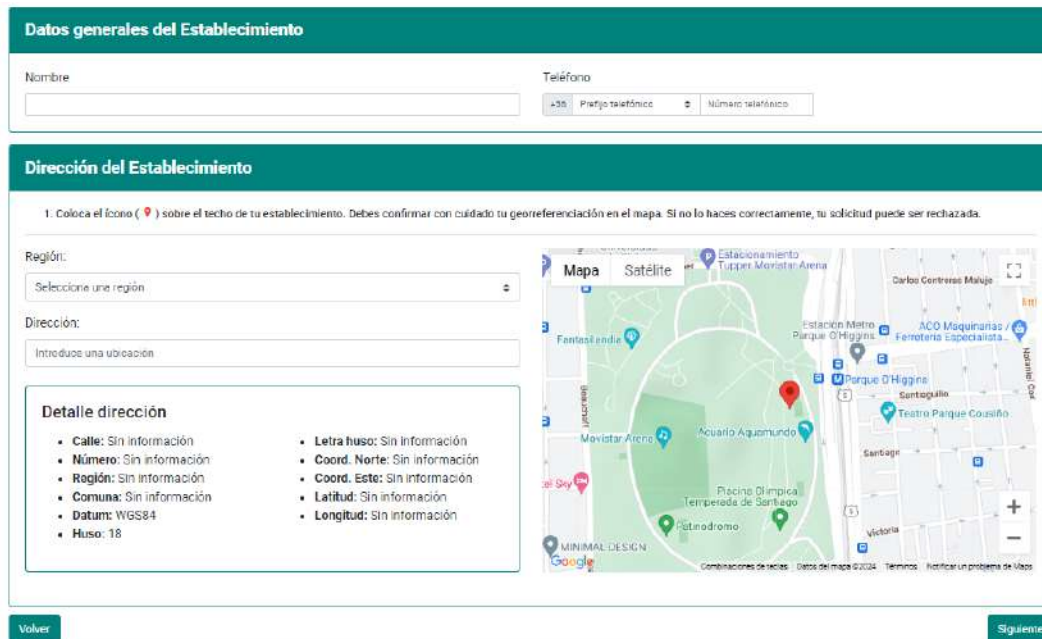 Datos generales del Establecimiento
Nombre
Teléfono
Prefijo telefónico
Número telefónico
Dirección del Establecimiento
1. Coloca el ícono ( ) sobre el techo de tu establecimiento. Debes confirmar con cuidado tu georreferenciación en el mapa. Si no lo haces correctamente, tu solicitud puede ser rechazada.
Región:
Selecciona una región
Dirección:
Introduce una ubicación
Detalle dirección
Calle: Sin información
Número: Sin información
Región: Sin información
Comuna: Sin información
Datum: WGS84
Huso: 18
Letra huso: Sin información
Coord. Norte: Sin información
Coord. Este: Sin información
Latitud: Sin información
Longitud: Sin información
Mapa
Satélite
Estacionamiento
Tupper Movistar Arena
Carlos Contreras Maluje
Fantasilandia
Estación Metro
Parque O'Higgins
ACO Maquinarias /
Ferretería Especialista...
Beaucheff
Parque O'Higgins
5
Santiaguillo
Teatro Parque Cousiño
Movistar Arena
Acuario Aquamundo
Santiago
Sky
Piscina Olímpica
Temperada de Santiago
5
Patinodromo
Victoria
MINIMAL DESIGN
Google
Combinaciones de teclas
Datos del mapa ©2024
Términos
Notificar un problema de Maps
Volver
Siguiente